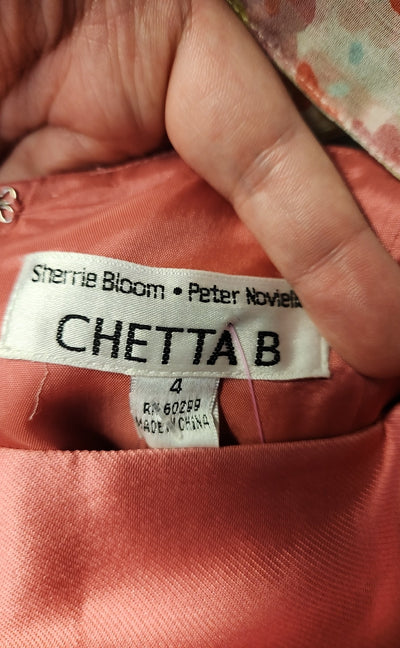 Sherrie Bloom • Peter Noviello
CHETTA B
4
RN 60299
MADE IN CHINA